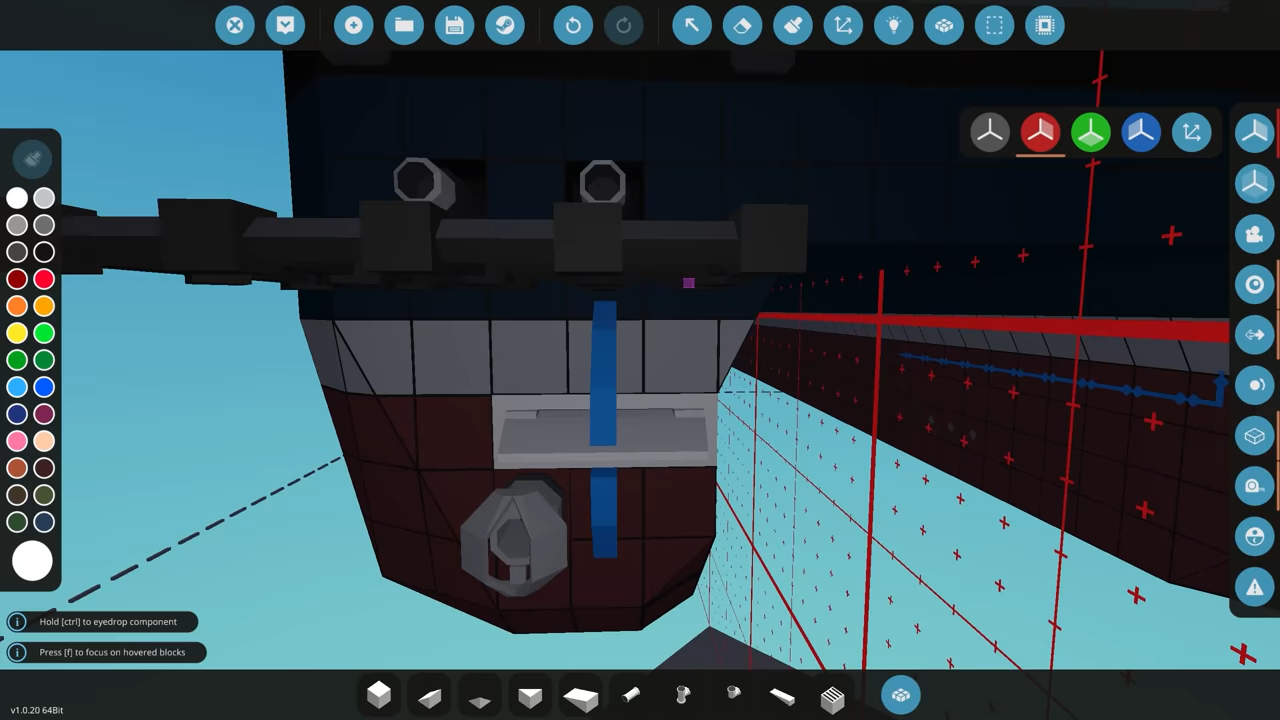 Hold [ctrl] to eyedrop component
Press [f] to focus on hovered blocks
v1.0.20 64Bit